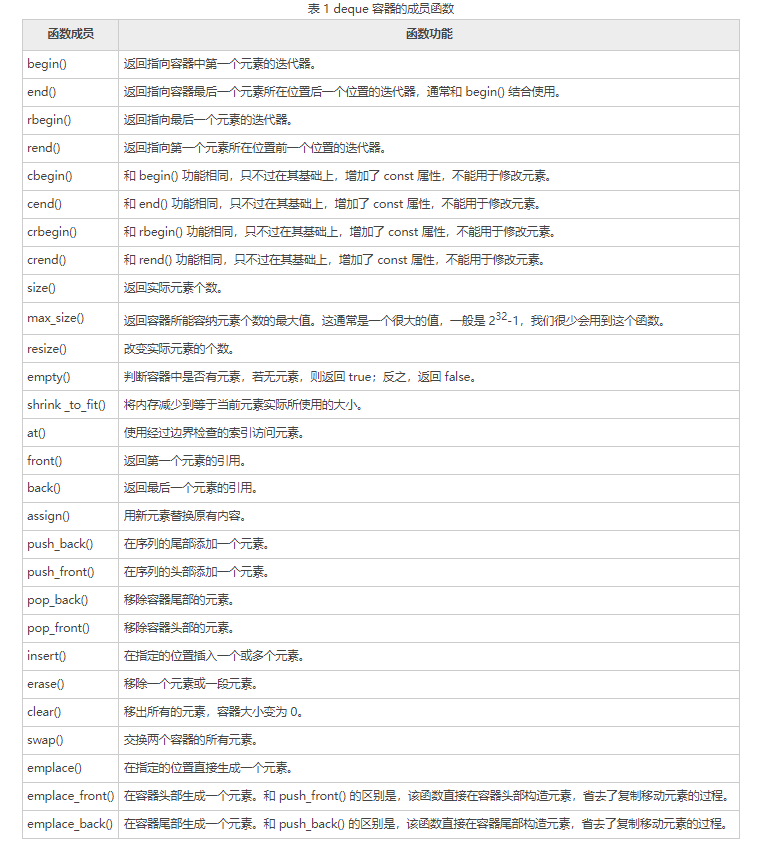 表 1 deque 容器的成员函数
函数成员 函数功能
begin() 返回指向容器中第一个元素的迭代器。
end() 返回指向容器最后一个元素所在位置后一个位置的迭代器，通常和 begin() 结合使用。
rbegin() 返回指向最后一个元素的迭代器。
rend() 返回指向第一个元素所在位置前一个位置的迭代器。
cbegin() 和 begin() 功能相同，只不过在其基础上，增加了 const 属性，不能用于修改元素。
cend() 和 end() 功能相同，只不过在其基础上，增加了 const 属性，不能用于修改元素。
crbegin() 和 rbegin() 功能相同，只不过在其基础上，增加了 const 属性，不能用于修改元素。
crend() 和 rend() 功能相同，只不过在其基础上，增加了 const 属性，不能用于修改元素。
size() 返回实际元素个数。
max_size() 返回容器所能容纳元素个数的最大值。这通常是一个很大的值，一般是 2³²-1，我们很少会用到这个函数。
resize() 改变实际元素的个数。
empty() 判断容器中是否有元素，若无元素，则返回 true；反之，返回 false。
shrink _to_fit() 将内存减少到等于当前元素实际所使用的大小。
at() 使用经过边界检查的索引访问元素。
front() 返回第一个元素的引用。
back() 返回最后一个元素的引用。
assign() 用新元素替换原有内容。
push_back() 在序列的尾部添加一个元素。
push_front() 在序列的头部添加一个元素。
pop_back() 移除容器尾部的元素。
pop_front() 移除容器头部的元素。
insert() 在指定的位置插入一个或多个元素。
erase() 移除一个元素或一段元素。
clear() 移出所有的元素，容器大小变为 0。
swap() 交换两个容器的所有元素。
emplace() 在指定的位置直接生成一个元素。
emplace_front() 在容器头部生成一个元素。和 push_front() 的区别是，该函数直接在容器头部构造元素，省去了复制移动元素的过程。
emplace_back() 在容器尾部生成一个元素。和 push_back() 的区别是，该函数直接在容器尾部构造元素，省去了复制移动元素的过程。